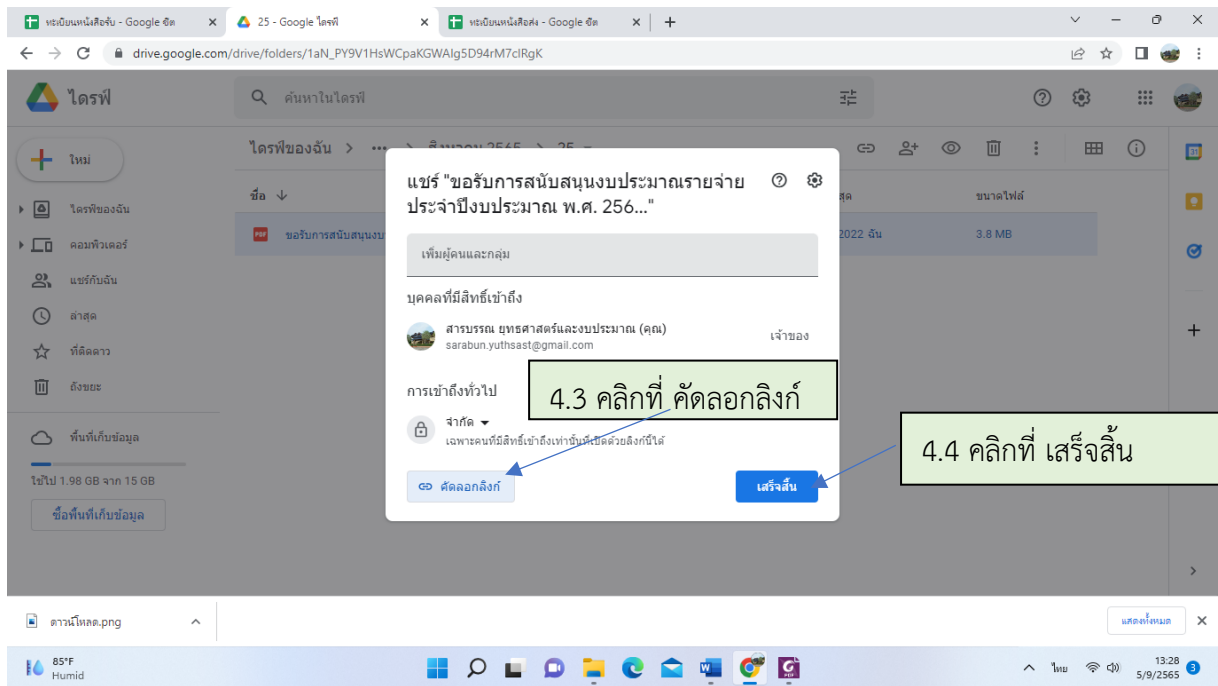 ทะเบียนหนังสือรับ - Google ชีต
25 - Google ไดรฟ์
ทะเบียนหนังสือส่ง - Google ชีต
drive.google.com/drive/folders/1aN_PY9V1HsWCpaKGWAIg5D94rM7clRgK
ไดรฟ์
ค้นหาในไดรฟ์
ใหม่
ไดรฟ์ของฉัน > ... > สิงหาคม 2565 > 25
31
ชื่อ
สุด
ขนาดไฟล์
ไดรฟ์ของฉัน
PDF ขอรับการสนับสนุนงบ
2022 ฉัน
3.8 MB
คอมพิวเตอร์
แชร์กับฉัน
ล่าสุด
ที่ติดดาว
ถังขยะ
พื้นที่เก็บข้อมูล
ใช้ไป 1.98 GB จาก 15 GB
ซื้อพื้นที่เก็บข้อมูล
แชร์ "ขอรับการสนับสนุนงบประมาณรายจ่าย
ประจำปีงบประมาณ พ.ศ. 256..."
เพิ่มผู้คนและกลุ่ม
บุคคลที่มีสิทธิ์เข้าถึง
สารบรรณ ยุทธศาสตร์และงบประมาณ (คุณ)
sarabun.yuthsast@gmail.com
เจ้าของ
การเข้าถึงทั่วไป
4.3 คลิกที่ คัดลอกลิงก์
จำกัด
เฉพาะคนที่มีสิทธิ์เข้าถึงเท่านั้นที่เปิดด้วยลิงก์นี้ได้
4.4 คลิกที่ เสร็จสิ้น
คัดลอกลิงก์
เสร็จสิ้น
ดาวน์โหลด.png
แสดงทั้งหมด
85°F
Humid
ไทย
13:28
5/9/2565
3